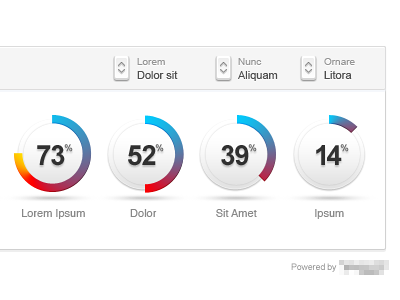 Lorem Nunc Ornare
Dolor sit Aliquam Litora
73% 52% 39% 14%
Lorem Ipsum Dolor Sit Amet Ipsum
Powered by